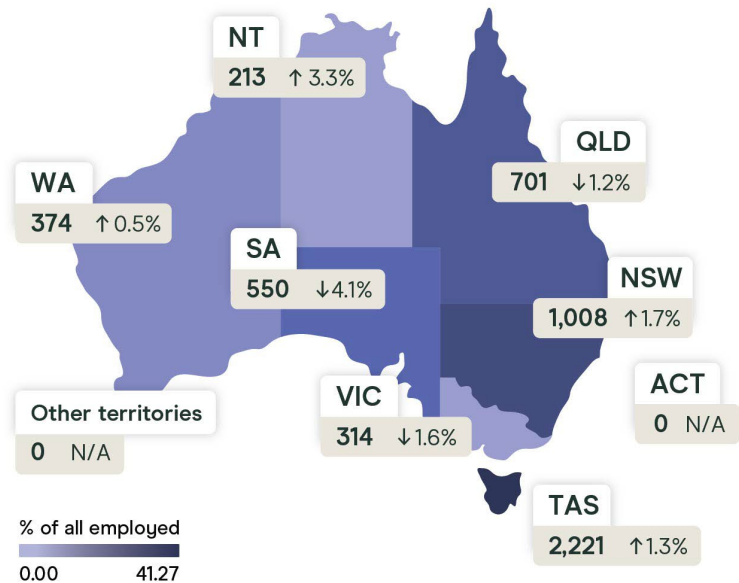 NT
213 ↑ 3.3%
QLD
701 ↓1.2%
WA
374 ↑ 0.5%
SA
550 ↓4.1%
NSW
1,008 ↑1.7%
VIC
314 ↓1.6%
ACT
0 N/A
Other territories
0 N/A
TAS
2,221 ↑1.3%
% of all employed
0.00 41.27